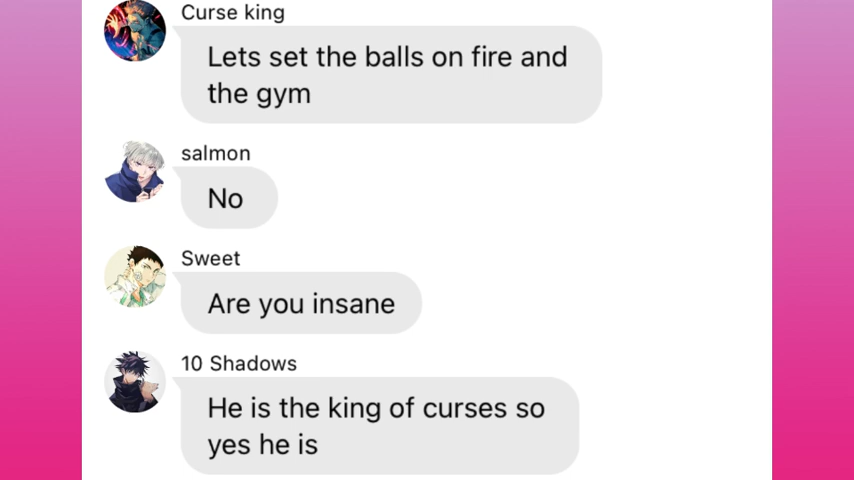 Curse king
Lets set the balls on fire and
the gym
salmon
No
Sweet
Are you insane
10 Shadows
He is the king of curses so
yes he is